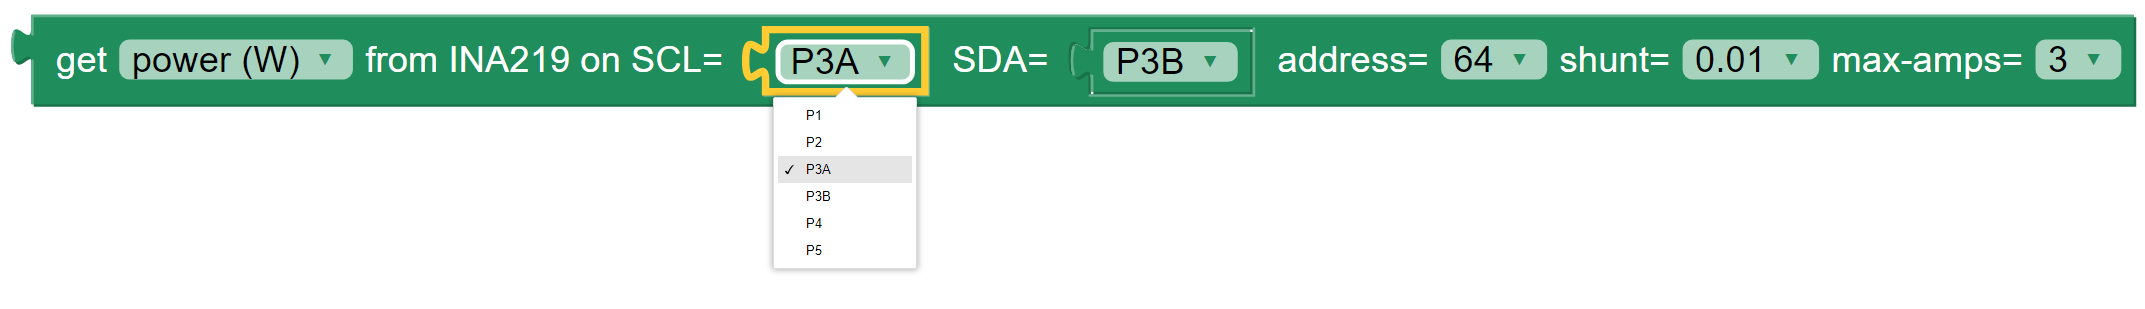 get power (W) from INA219 on SCL= P3A SDA= P3B address= 64 shunt= 0.01 max-amps= 3
P1
P2
✓ P3A
P3B
P4
P5